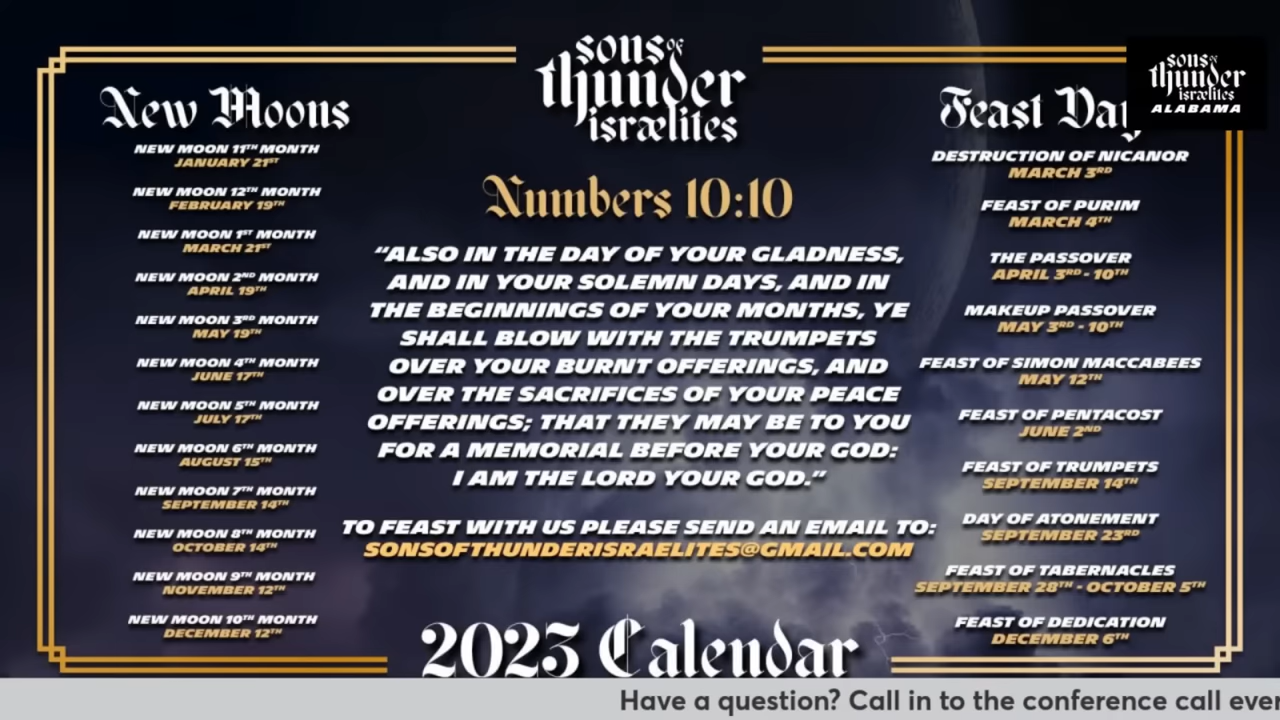 sons of
thunder
israelites
sons of
thunder
israelites
ALABAMA
New Moons
NEW MOON 11TH MONTH
JANUARY 21ST
NEW MOON 12TH MONTH
FEBRUARY 19TH
NEW MOON 1ST MONTH
MARCH 21ST
NEW MOON 2ND MONTH
APRIL 19TH
NEW MOON 3RD MONTH
MAY 19TH
NEW MOON 4TH MONTH
JUNE 17TH
NEW MOON 5TH MONTH
JULY 17TH
NEW MOON 6TH MONTH
AUGUST 15TH
NEW MOON 7TH MONTH
SEPTEMBER 14TH
NEW MOON 8TH MONTH
OCTOBER 14TH
NEW MOON 9TH MONTH
NOVEMBER 12TH
NEW MOON 10TH MONTH
DECEMBER 12TH
Numbers 10:10
“ALSO IN THE DAY OF YOUR GLADNESS,
AND IN YOUR SOLEMN DAYS, AND IN
THE BEGINNINGS OF YOUR MONTHS, YE
SHALL BLOW WITH THE TRUMPETS
OVER YOUR BURNT OFFERINGS, AND
OVER THE SACRIFICES OF YOUR PEACE
OFFERINGS; THAT THEY MAY BE TO YOU
FOR A MEMORIAL BEFORE YOUR GOD:
I AM THE LORD YOUR GOD.”
TO FEAST WITH US PLEASE SEND AN EMAIL TO:
SONSOFTHUNDERISRAELITES@GMAIL.COM
2023 Calendar
Feast Day
DESTRUCTION OF NICANOR
MARCH 3RD
FEAST OF PURIM
MARCH 4TH
THE PASSOVER
APRIL 3RD - 10TH
MAKEUP PASSOVER
MAY 3RD - 10TH
FEAST OF SIMON MACCABEES
MAY 12TH
FEAST OF PENTACOST
JUNE 2ND
FEAST OF TRUMPETS
SEPTEMBER 14TH
DAY OF ATONEMENT
SEPTEMBER 23RD
FEAST OF TABERNACLES
SEPTEMBER 28TH - OCTOBER 5TH
FEAST OF DEDICATION
DECEMBER 6TH
Have a question? Call in to the conference call ever